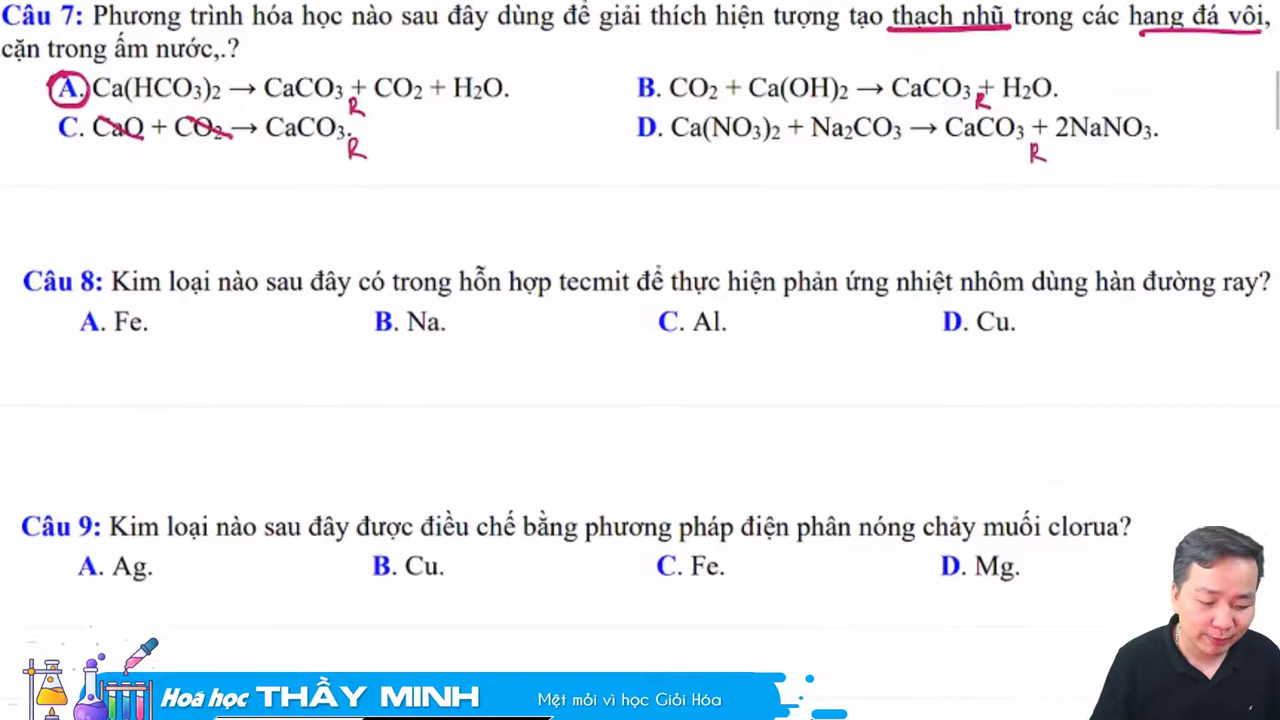 Câu 7: Phương trình hóa học nào sau đây dùng để giải thích hiện tượng tạo thạch nhũ trong các hang đá vôi,
cặn trong ấm nước,.?
A. Ca(HCO₃)₂ → CaCO₃ + CO₂ + H₂O. B. CO₂ + Ca(OH)₂ → CaCO₃ + H₂O.
R R
C. CaO + CO₂ → CaCO₃. D. Ca(NO₃)₂ + Na₂CO₃ → CaCO₃ + 2NaNO₃.
R R
Câu 8: Kim loại nào sau đây có trong hỗn hợp tecmit để thực hiện phản ứng nhiệt nhôm dùng hàn đường ray?
A. Fe. B. Na. C. Al. D. Cu.
Câu 9: Kim loại nào sau đây được điều chế bằng phương pháp điện phân nóng chảy muối clorua?
A. Ag. B. Cu. C. Fe. D. Mg.
Hoá học THẦY MINH Mệt mỏi vì học Giỏi Hóa